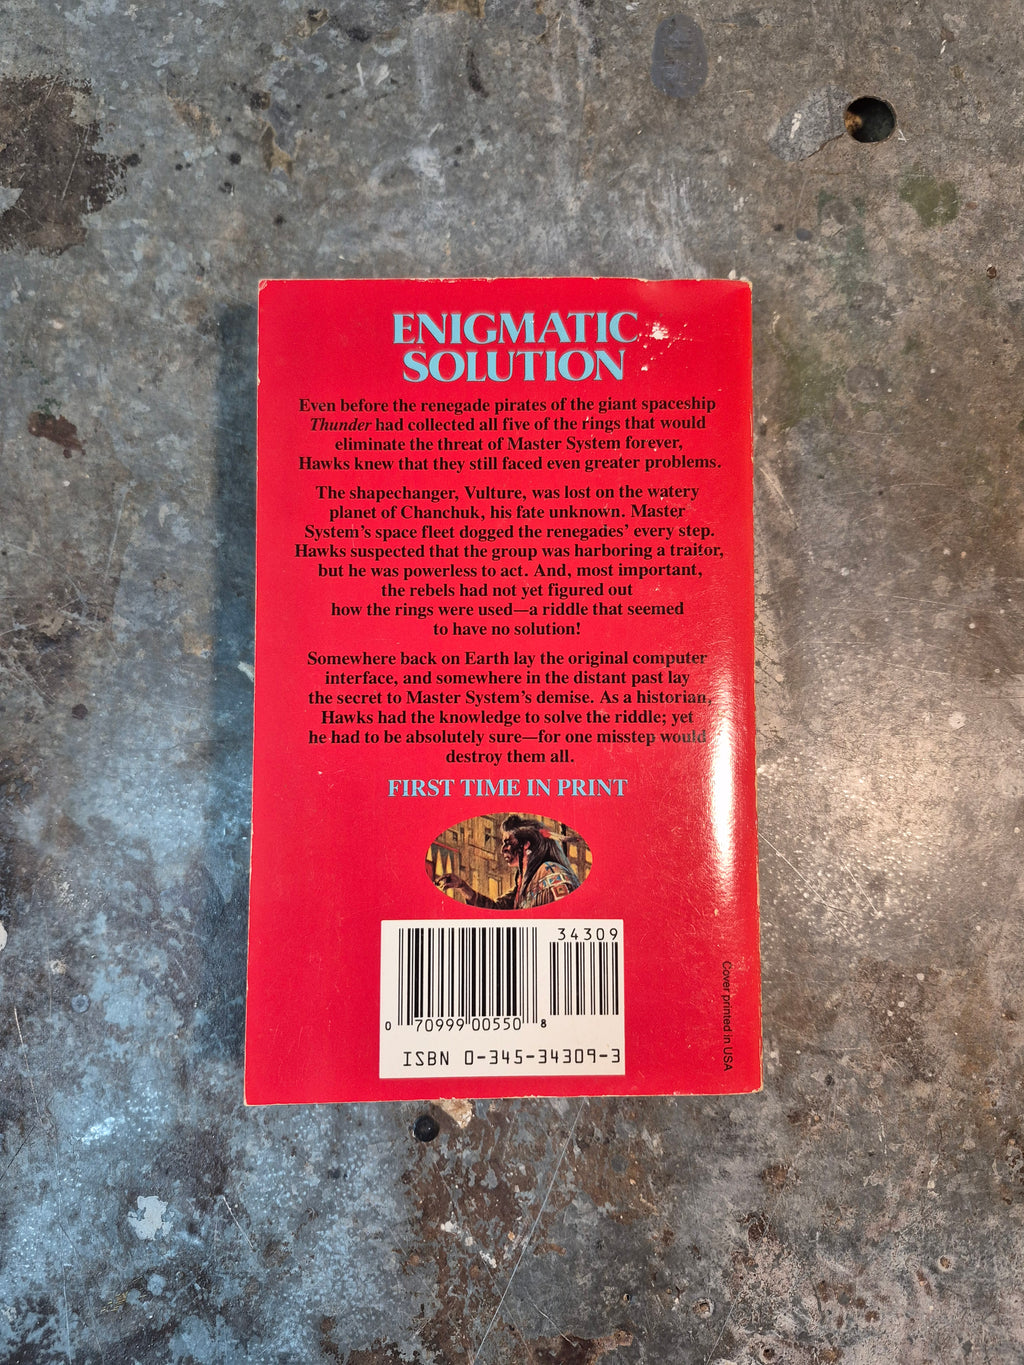 ENIGMATIC
SOLUTION
Even before the renegade pirates of the giant spaceship
Thunder had collected all five of the rings that would
eliminate the threat of Master System forever,
Hawks knew that they still faced even greater problems.
The shapechanger, Vulture, was lost on the watery
planet of Chanchuk, his fate unknown. Master
System's space fleet dogged the renegades' every step.
Hawks suspected that the group was harboring a traitor,
but he was powerless to act. And, most important,
the rebels had not yet figured out
how the rings were used—a riddle that seemed
to have no solution!
Somewhere back on Earth lay the original computer
interface, and somewhere in the distant past lay
the secret to Master System's demise. As a historian,
Hawks had the knowledge to solve the riddle; yet
he had to be absolutely sure—for one misstep would
destroy them all.
FIRST TIME IN PRINT
34309
0 70999 00550 8
ISBN 0-345-34309-3
Cover printed in USA